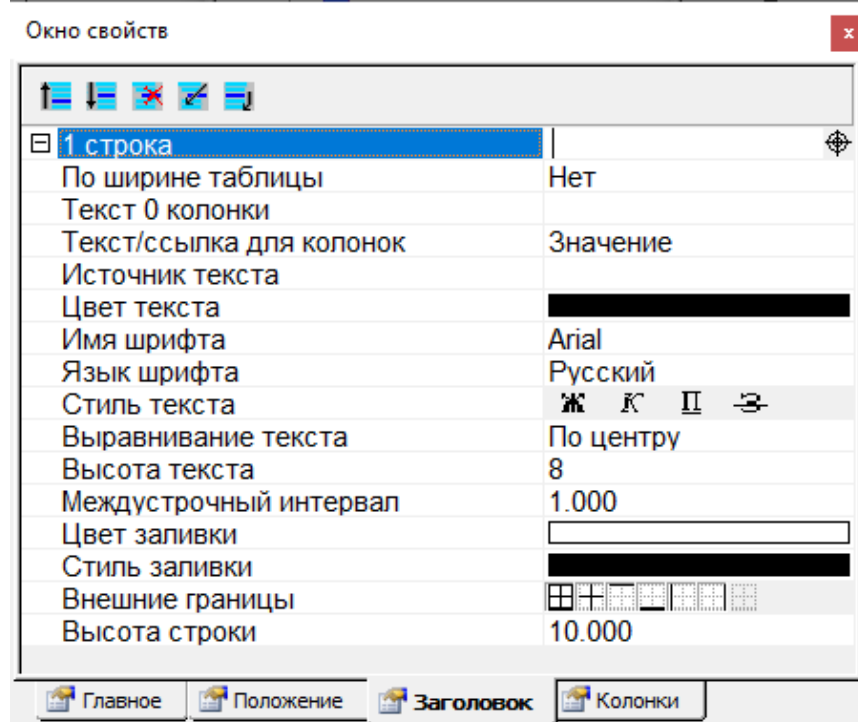 Окно свойств
x
1 строка
По ширине таблицы Нет
Текст 0 колонки
Текст/ссылка для колонок Значение
Источник текста
Цвет текста
Имя шрифта Arial
Язык шрифта Русский
Стиль текста Ж К П З
Выравнивание текста По центру
Высота текста 8
Междустрочный интервал 1.000
Цвет заливки
Стиль заливки
Внешние границы
Высота строки 10.000
Главное Положение Заголовок Колонки